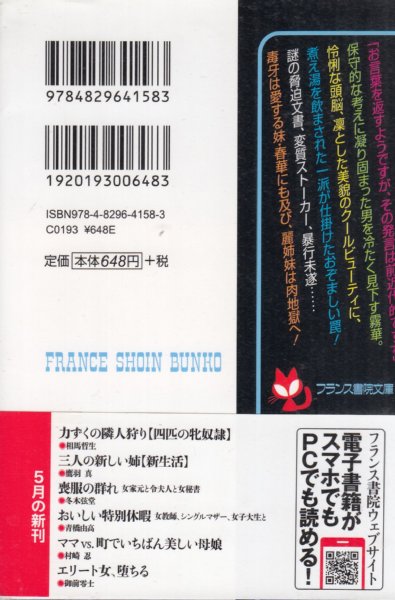 「お言葉を返すようですが、その発言は前近代的で
保守的な考えに凝り固まった男を冷たく見下す霧華。
怜悧な頭脳、凜とした美貌のクールビューティに、
煮え湯を飲まされた一派が仕掛けたおぞましい罠！
謎の脅迫文書、変質ストーカー、暴行未遂……
毒牙は愛する妹・春華にも及び、麗姉妹は肉地獄へ！
フランス書院文庫
9784829641583
1920193006483
ISBN978-4-8296-4158-3
C0193 ¥648E
定価 本体648円 +税
FRANCE SHOIN BUNKO
フランス書院ウェブサイト
電子書籍が
スマホでも
PCでも読める！
5月の新刊
力ずくの隣人狩り【四匹の牝奴隷】
●相馬哲生
三人の新しい姉【新生活】
●鷹羽 真
喪服の群れ 女家元と令夫人と女秘書
●冬木弦堂
おいしい特別休暇 女教師、シングルマザー、女子大生と
●青橋由高
ママ vs. 町でいちばん美しい母娘
●村崎 忍
エリート女、堕ちる
●御前零士